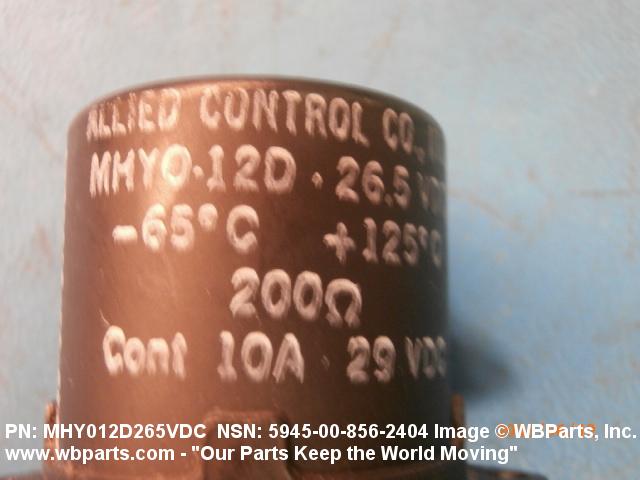 ALLIED CONTROL CO.,
MHYO-12D - 26.5
-65°C +125°C
200Ω
Cont 10A - 29 VDC
PN: MHY012D265VDC NSN: 5945-00-856-2404 Image © WBParts, Inc.
www.wbparts.com - "Our Parts Keep the World Moving"